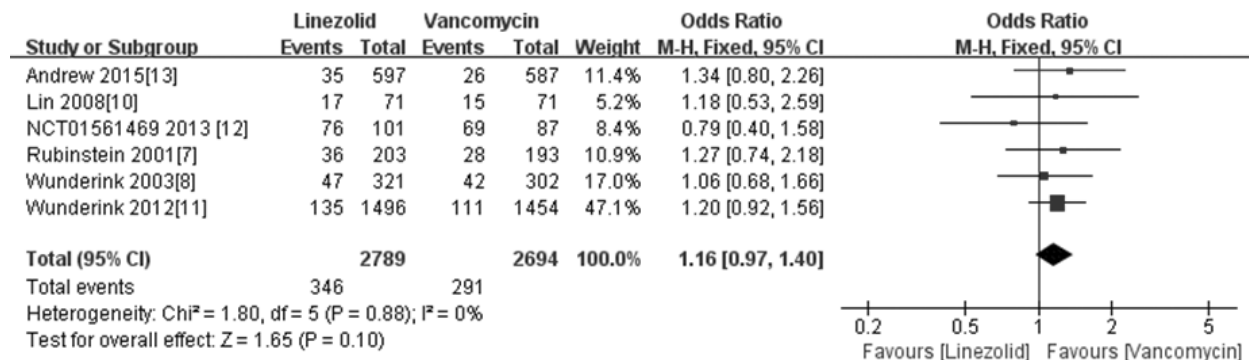 Linezolid Vancomycin Odds Ratio Odds Ratio
Study or Subgroup Events Total Events Total Weight M-H, Fixed, 95% CI M-H, Fixed, 95% CI
Andrew 2015[13] 35 597 26 587 11.4% 1.34 [0.80, 2.26]
Lin 2008[10] 17 71 15 71 5.2% 1.18 [0.53, 2.59]
NCT01561469 2013 [12] 76 101 69 87 8.4% 0.79 [0.40, 1.58]
Rubinstein 2001[7] 36 203 28 193 10.9% 1.27 [0.74, 2.18]
Wunderink 2003[8] 47 321 42 302 17.0% 1.06 [0.68, 1.66]
Wunderink 2012[11] 135 1496 111 1454 47.1% 1.20 [0.92, 1.56]
Total (95% CI) 2789 2694 100.0% 1.16 [0.97, 1.40]
Total events 346 291
Heterogeneity: Chi² = 1.80, df = 5 (P = 0.88); I² = 0%
Test for overall effect: Z = 1.65 (P = 0.10)
0.2 0.5 1 2 5
Favours [Linezolid] Favours [Vancomycin]